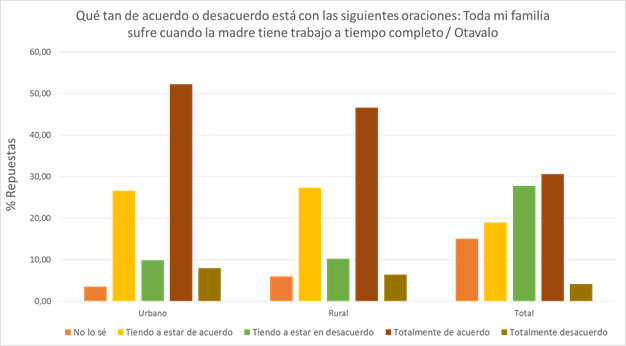 Qué tan de acuerdo o desacuerdo está con las siguientes oraciones: Toda mi familia
sufre cuando la madre tiene trabajo a tiempo completo / Otavalo
60,00
50,00
40,00
30,00
20,00
10,00
0,00
% Repuestas
Urbano Rural Total
No lo sé Tiendo a estar de acuerdo Tiendo a estar en desacuerdo Totalmente de acuerdo Totalmente desacuerdo